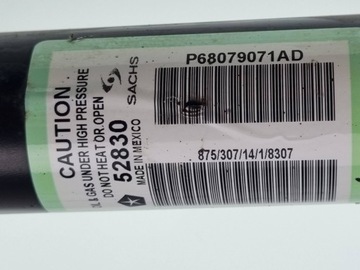 CAUTION
OIL & GAS UNDER HIGH PRESSURE
DO NOT HEAT OR OPEN
52830
MADE IN MEXICO
SACHS
P68079071AD
875/307/14/1/8307